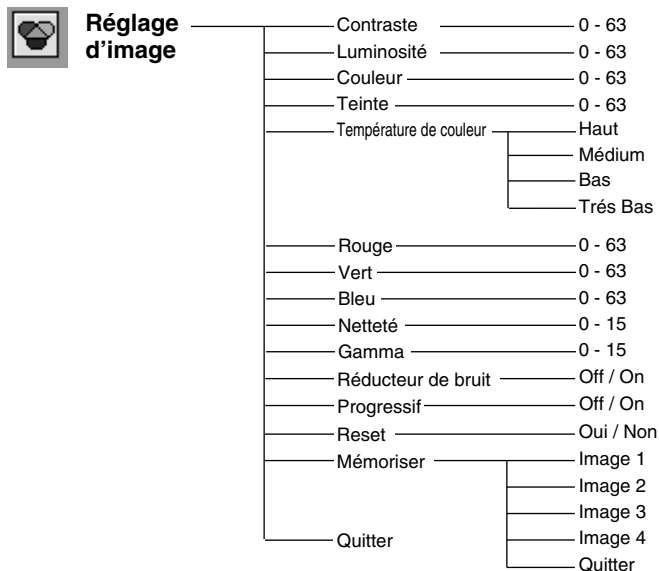 Réglage
d’image
Contraste 0 - 63
Luminosité 0 - 63
Couleur 0 - 63
Teinte 0 - 63
Température de couleur Haut
Médium
Bas
Trés Bas
Rouge 0 - 63
Vert 0 - 63
Bleu 0 - 63
Netteté 0 - 15
Gamma 0 - 15
Réducteur de bruit Off / On
Progressif Off / On
Reset Oui / Non
Mémoriser Image 1
Image 2
Image 3
Image 4
Quitter
Quitter